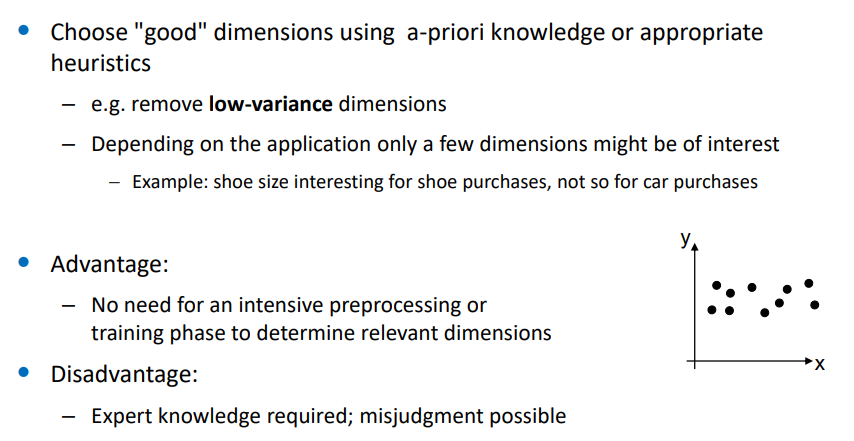 • Choose "good" dimensions using a-priori knowledge or appropriate
heuristics
– e.g. remove low-variance dimensions
– Depending on the application only a few dimensions might be of interest
– Example: shoe size interesting for shoe purchases, not so for car purchases
y
• Advantage:
– No need for an intensive preprocessing or
training phase to determine relevant dimensions
x
• Disadvantage:
– Expert knowledge required; misjudgment possible